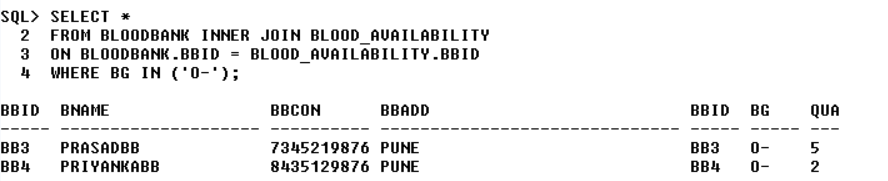 SQL> SELECT *
2 FROM BLOODBANK INNER JOIN BLOOD_AVAILABILITY
3 ON BLOODBANK.BBID = BLOOD_AVAILABILITY.BBID
4 WHERE BG IN ('O-');
BBID BNAME BBCON BBADD BBID BG QUA
----- -------------------- ---------- ------------------------------ ----- ----- ---
BB3 PRASADBB 7345219876 PUNE BB3 O- 5
BB4 PRIYANKABB 8435129876 PUNE BB4 O- 2